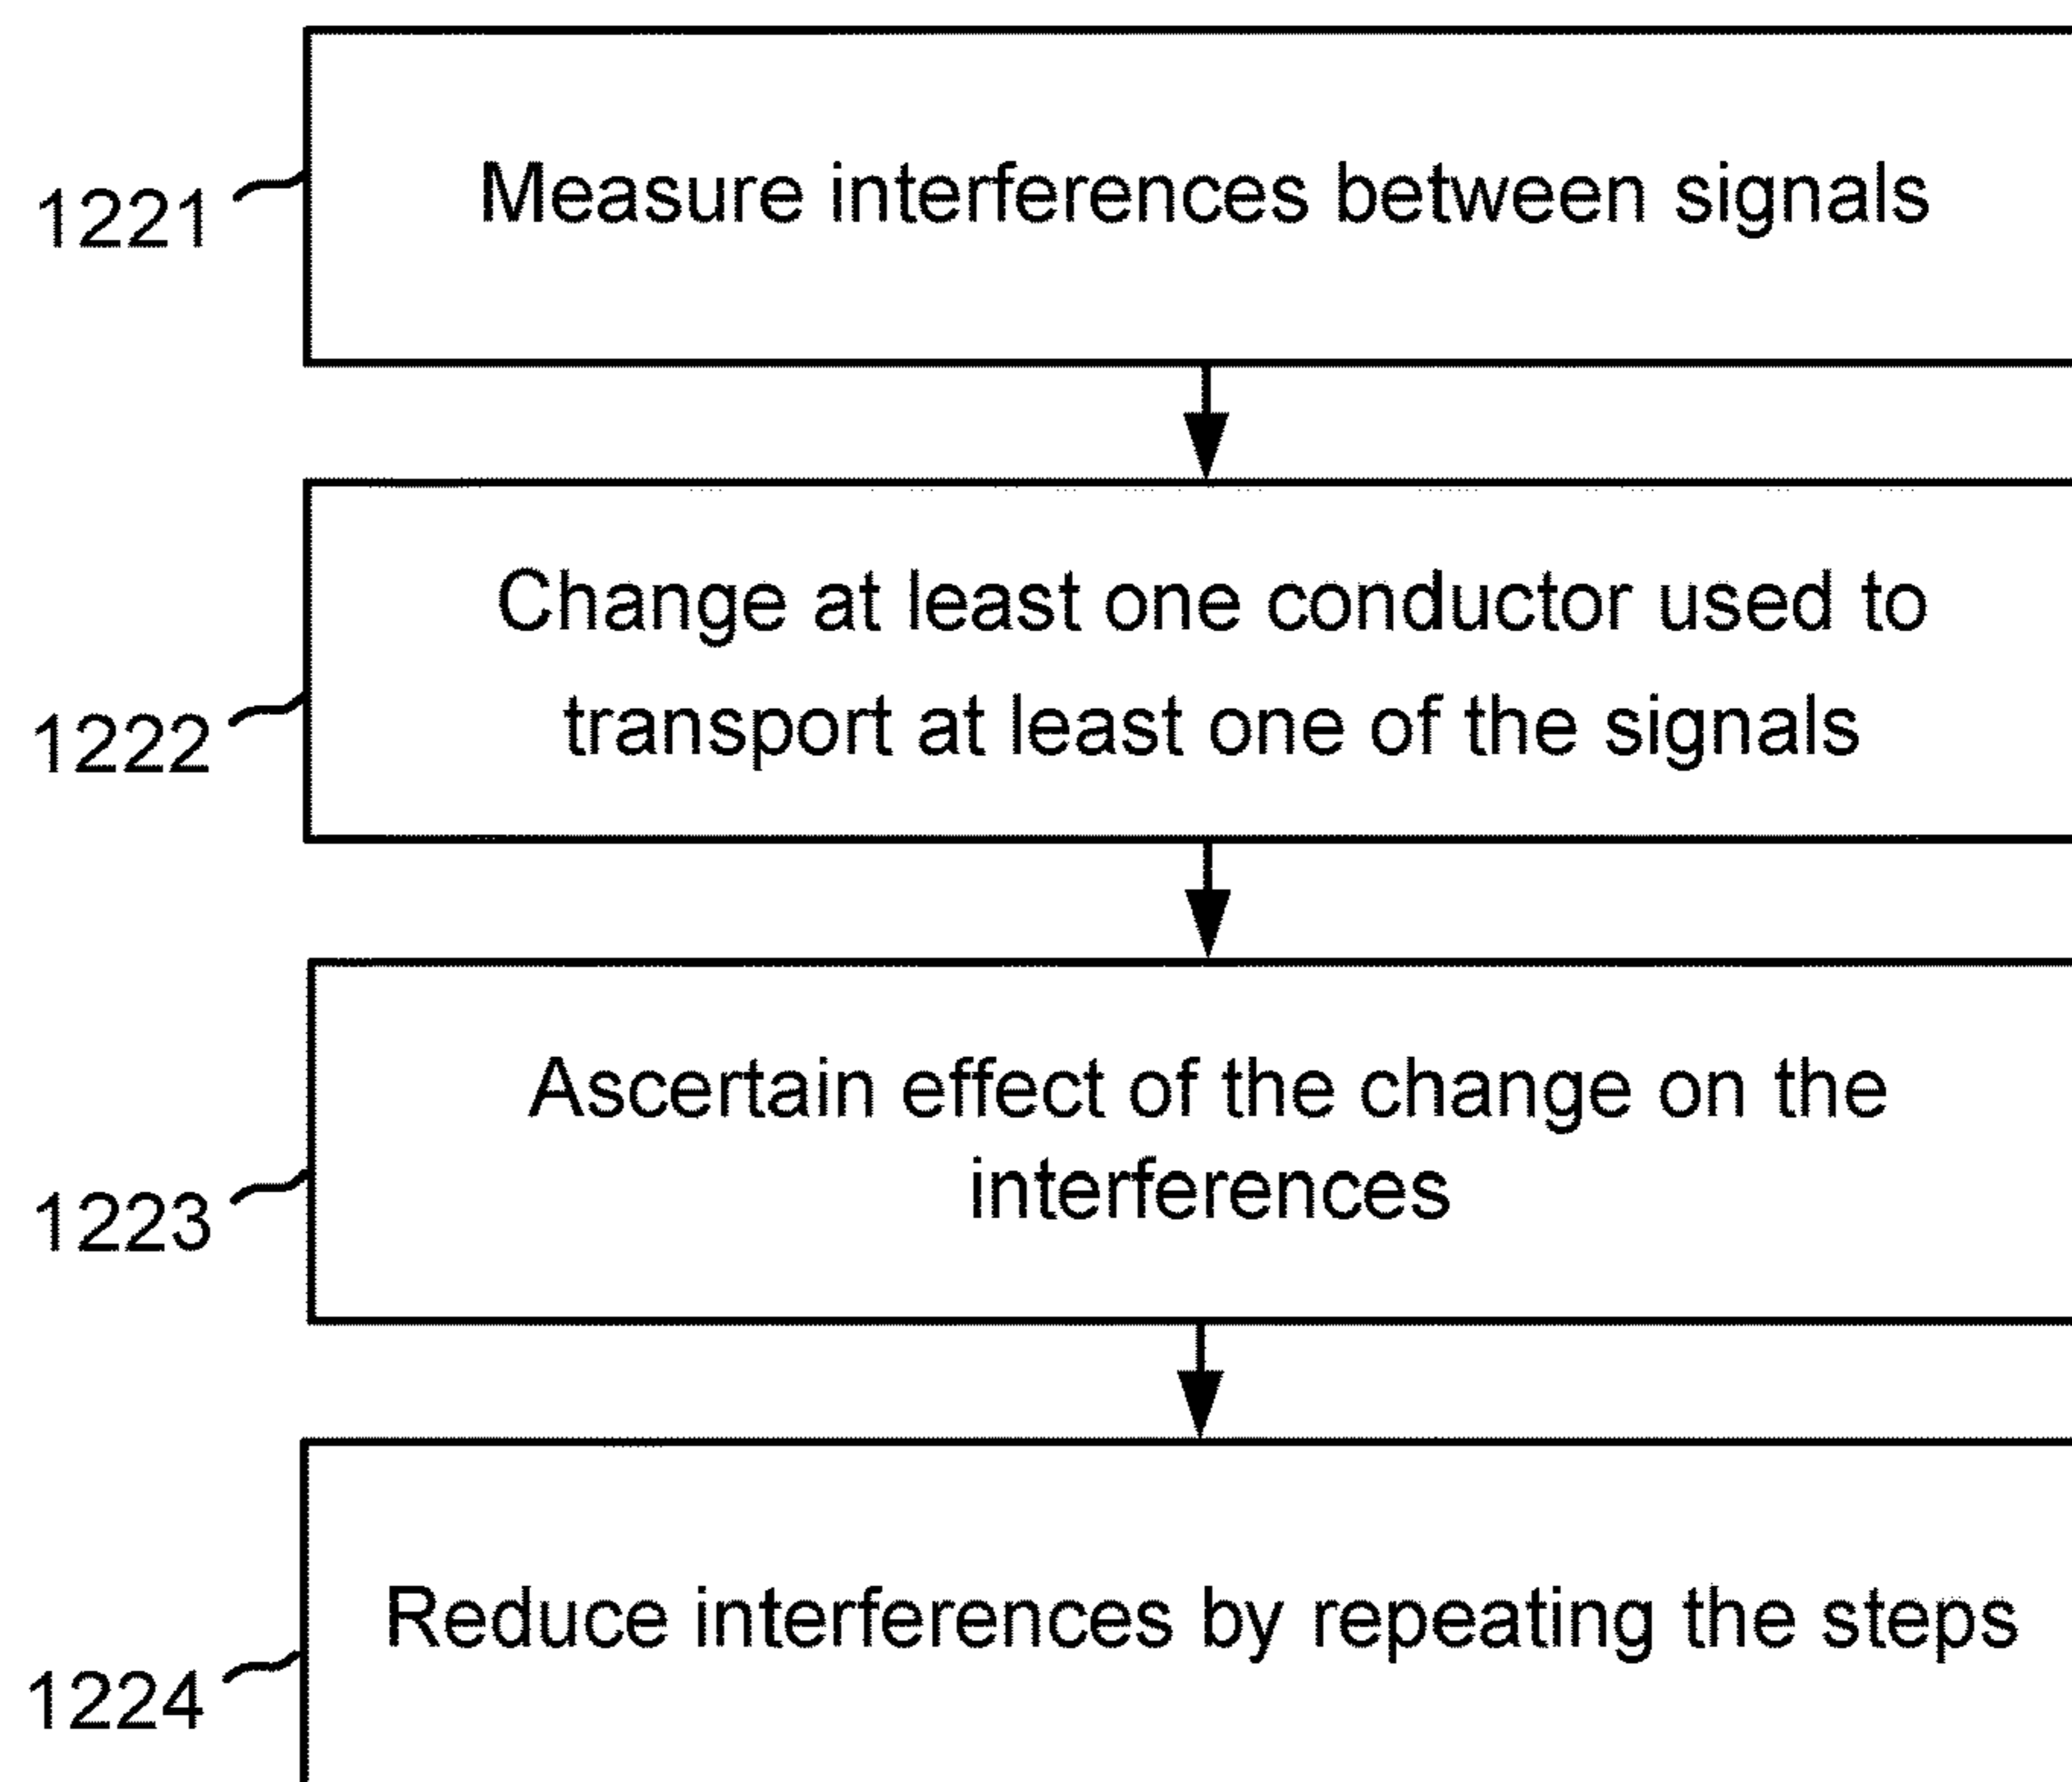 1221
Measure interferences between signals
1222
Change at least one conductor used to
transport at least one of the signals
1223
Ascertain effect of the change on the
interferences
1224
Reduce interferences by repeating the steps